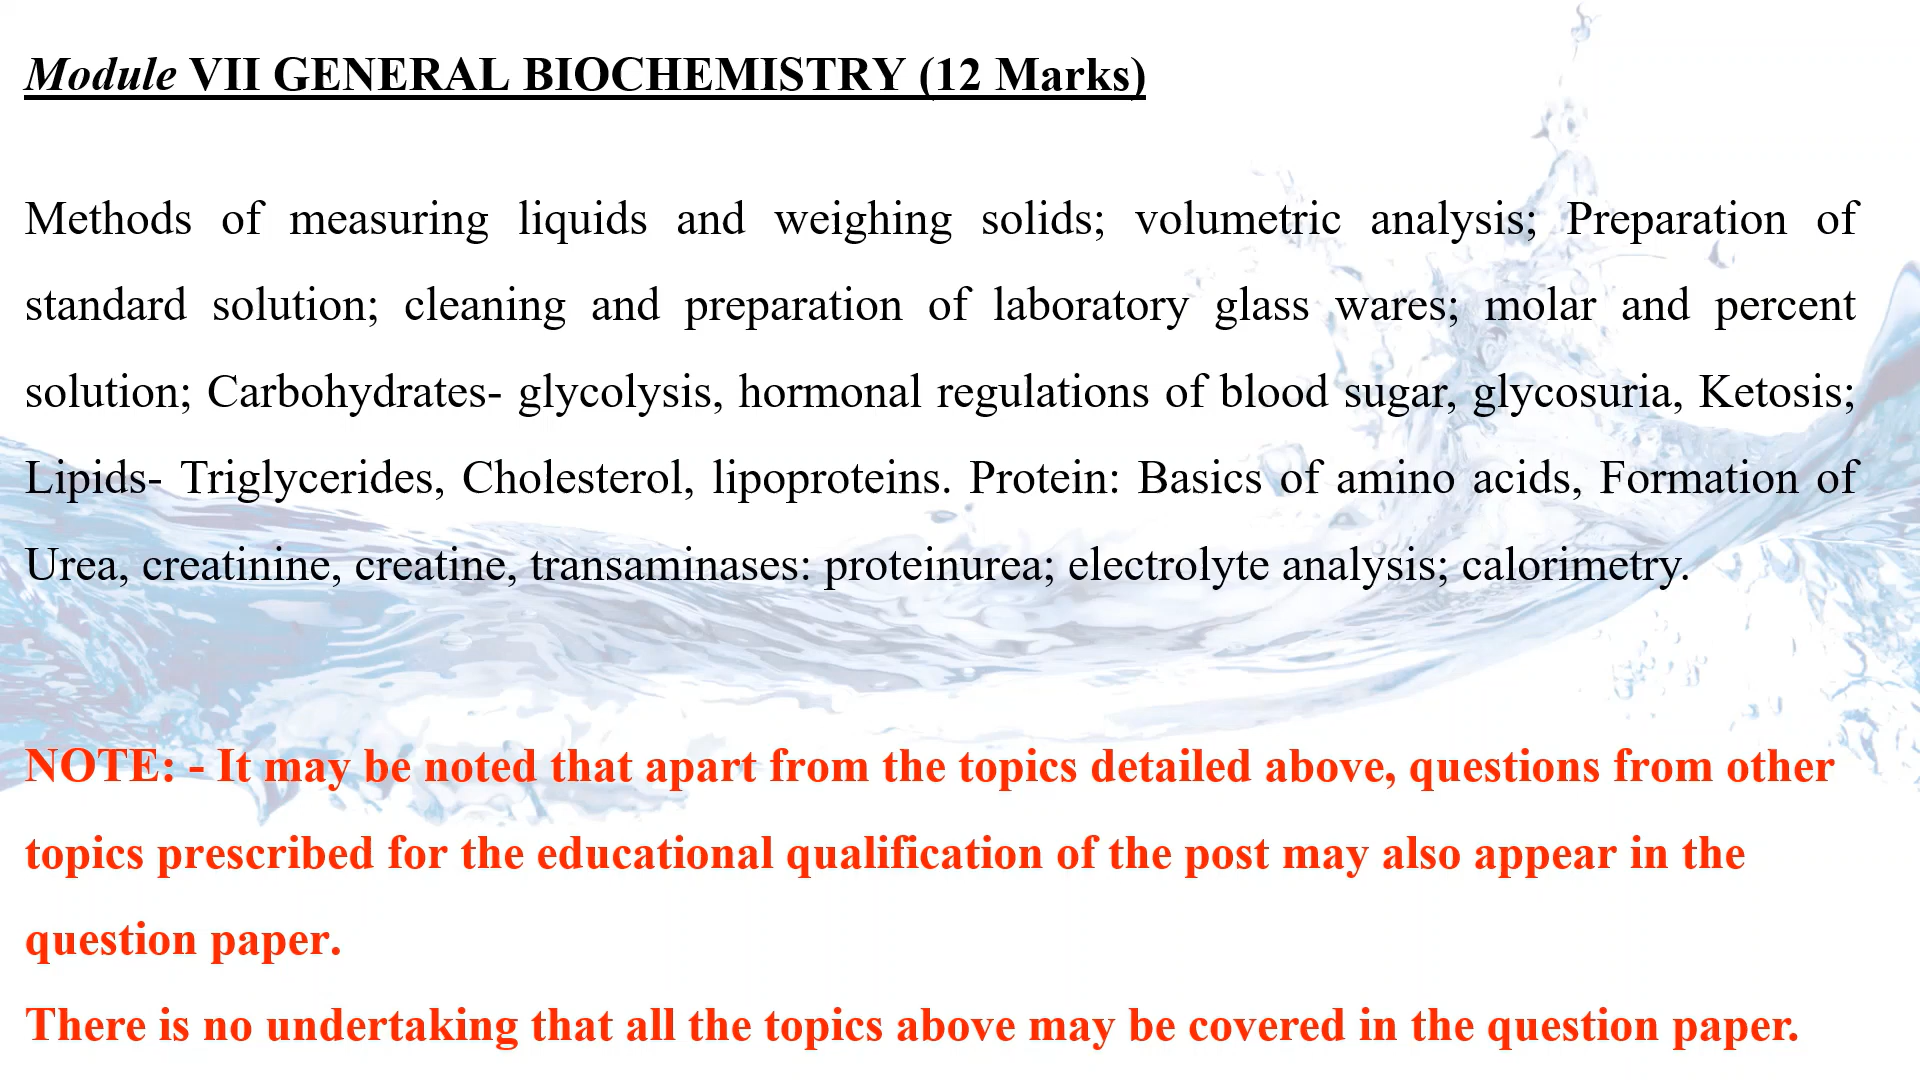 Module VII GENERAL BIOCHEMISTRY (12 Marks)
Methods of measuring liquids and weighing solids; volumetric analysis; Preparation of
standard solution; cleaning and preparation of laboratory glass wares; molar and percent
solution; Carbohydrates- glycolysis, hormonal regulations of blood sugar, glycosuria, Ketosis;
Lipids- Triglycerides, Cholesterol, lipoproteins. Protein: Basics of amino acids, Formation of
Urea, creatinine, creatine, transaminases: proteinurea; electrolyte analysis; calorimetry.
NOTE: - It may be noted that apart from the topics detailed above, questions from other
topics prescribed for the educational qualification of the post may also appear in the
question paper.
There is no undertaking that all the topics above may be covered in the question paper.